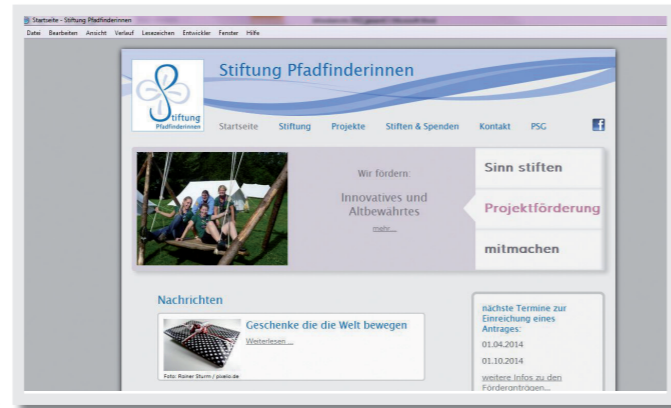 Startseite - Stiftung Pfadfinderinnen
Datei Bearbeiten Ansicht Verlauf Lesezeichen Entwickler Fenster Hilfe
Stiftung Pfadfinderinnen
Stiftung
Pfadfinderinnen
Startseite Stiftung Projekte Stiften & Spenden Kontakt PSG
Wir fördern:
Innovatives und
Altbewährtes
mehr...
Sinn stiften
Projektförderung
mitmachen
Nachrichten
Geschenke die die Welt bewegen
Weiterlesen ...
Foto: Rainer Sturm / pixelio.de
nächste Termine zur
Einreichung eines
Antrages:
01.04.2014
01.10.2014
weitere Infos zu den
Förderanträgen...